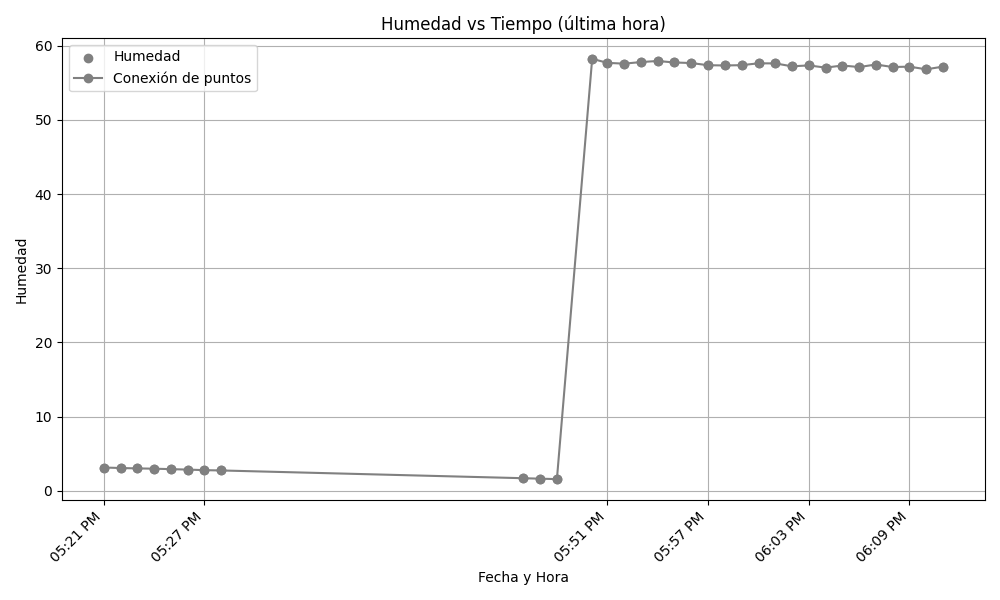 Humedad vs Tiempo (última hora)
Humedad
Conexión de puntos
60
50
40
30
20
10
0
Humedad
05:21 PM
05:27 PM
05:51 PM
05:57 PM
06:03 PM
06:09 PM
Fecha y Hora